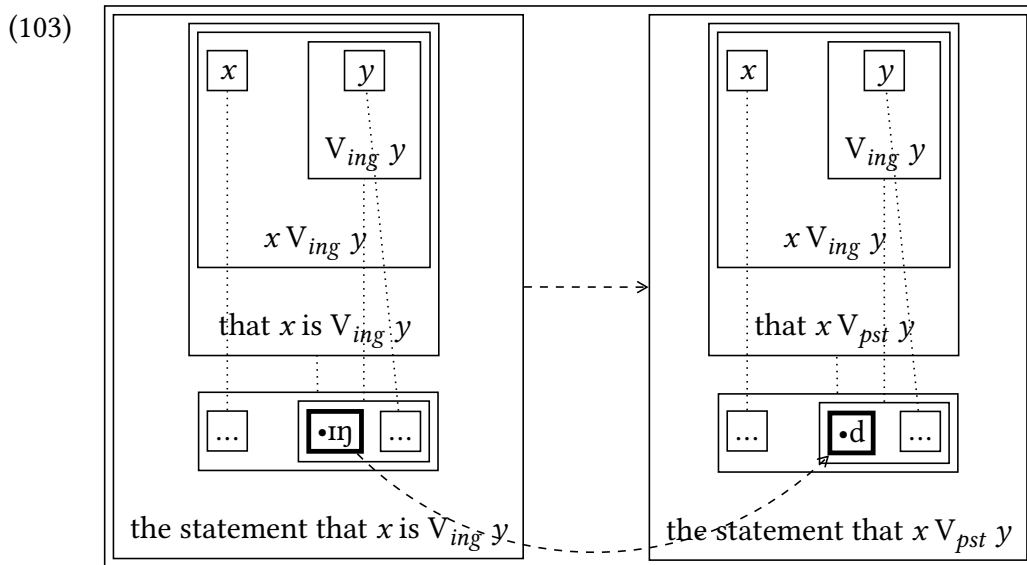 (103)
x y x y
V_ing y V_ing y
x V_ing y x V_ing y
that x is V_ing y that x V_pst y
... •ɪŋ ... ... •d ...
the statement that x is V_ing y the statement that x V_pst y